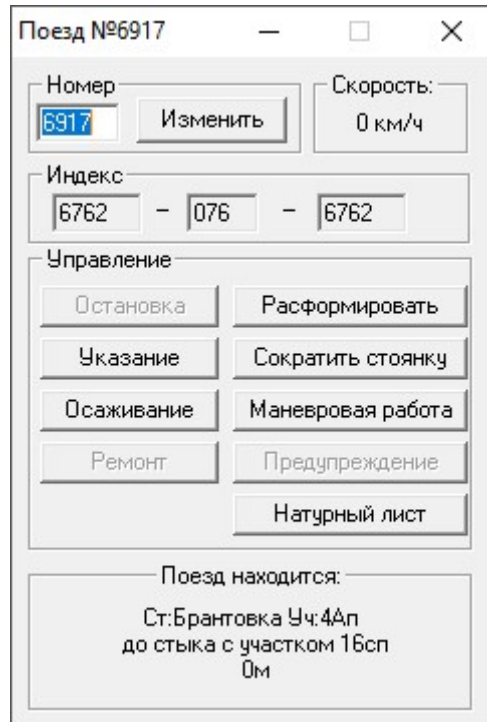 Поезд №6917
Номер
6917
Изменить
Скорость:
0 км/ч
Индекс
6762 – 076 – 6762
Управление
Остановка
Расформировать
Указание
Сократить стоянку
Осаживание
Маневровая работа
Ремонт
Предупреждение
Натурный лист
Поезд находится:
Ст:Брантовка Уч:4Ап
до стыка с участком 16сп
0м